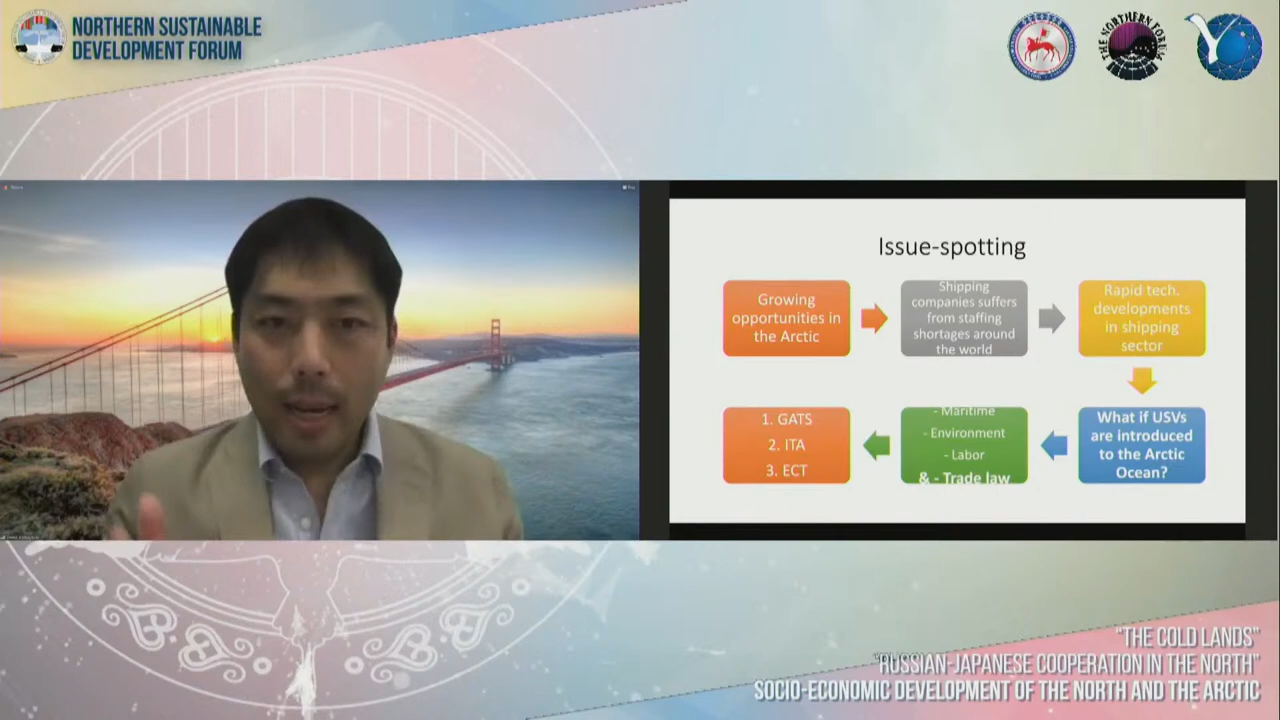 NORTHERN SUSTAINABLE
DEVELOPMENT FORUM
THE NORTHERN FORUM
Issue-spotting
Growing
opportunities in
the Arctic
Shipping
companies suffers
from staffing
shortages around
the world
Rapid tech.
developments
in shipping
sector
1. GATS
2. ITA
3. ECT
- Maritime
- Environment
- Labor
& - Trade law
What if USVs
are introduced
to the Arctic
Ocean?
"THE COLD LANDS"
"RUSSIAN-JAPANESE COOPERATION IN THE NORTH"
SOCIO-ECONOMIC DEVELOPMENT OF THE NORTH AND THE ARCTIC